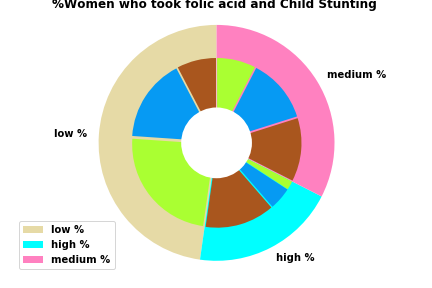 %Women who took folic acid and Child Stunting
medium %
low %
high %
low %
high %
medium %